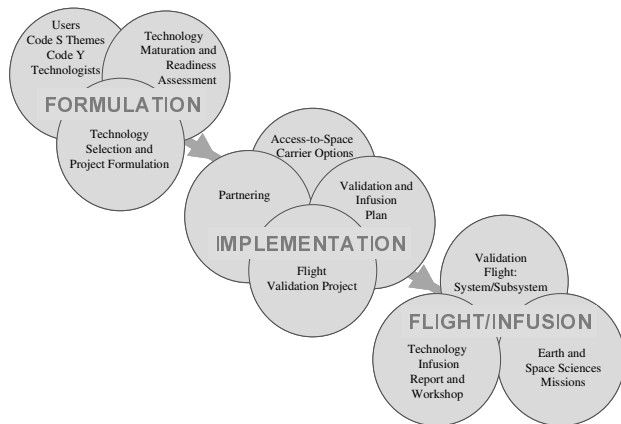 Users
Code S Themes
Code Y
Technologists
Technology
Maturation and
Readiness
Assessment
FORMULATION
Technology
Selection and
Project Formulation
Access-to-Space
Carrier Options
Partnering
Validation and
Infusion
Plan
IMPLEMENTATION
Flight
Validation Project
Validation
Flight:
System/Subsystem
FLIGHT/INFUSION
Technology
Infusion
Report and
Workshop
Earth and
Space Sciences
Missions